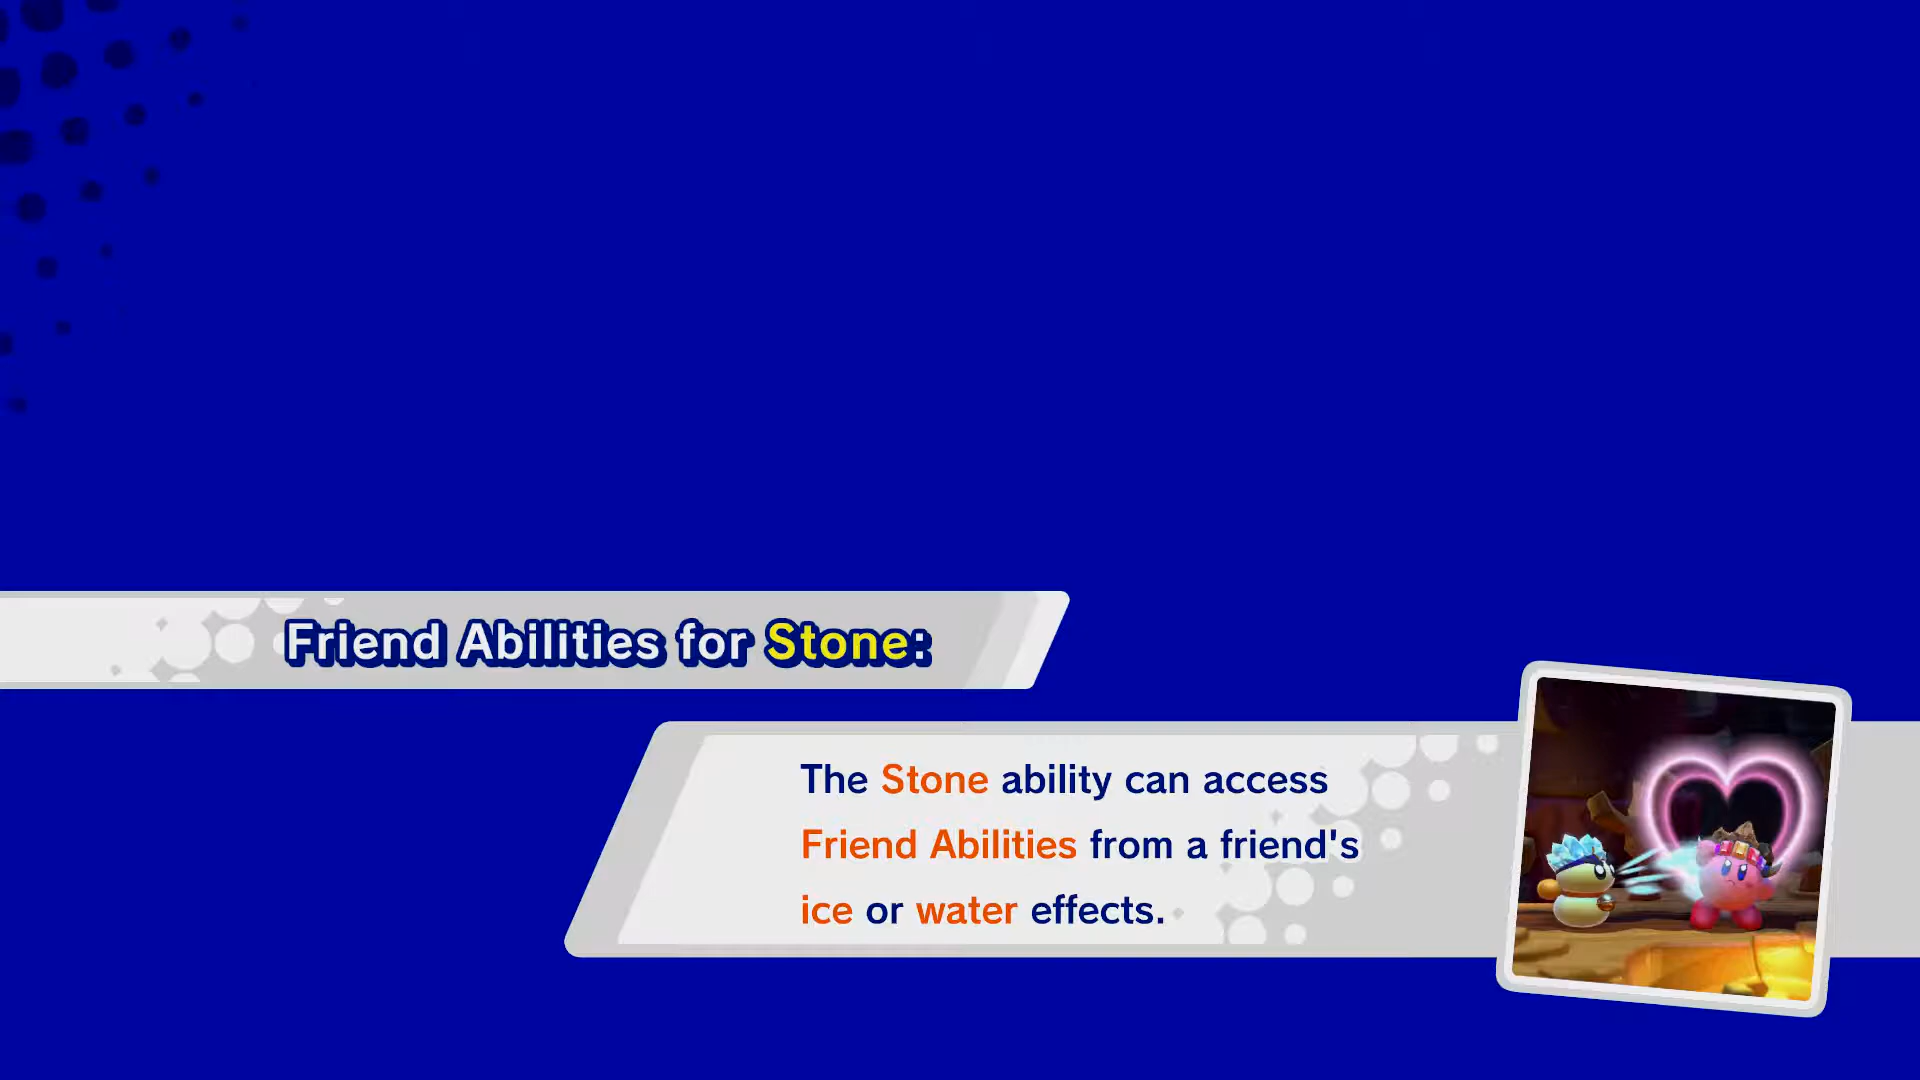 Friend Abilities for Stone:
The Stone ability can access
Friend Abilities from a friend's
ice or water effects.